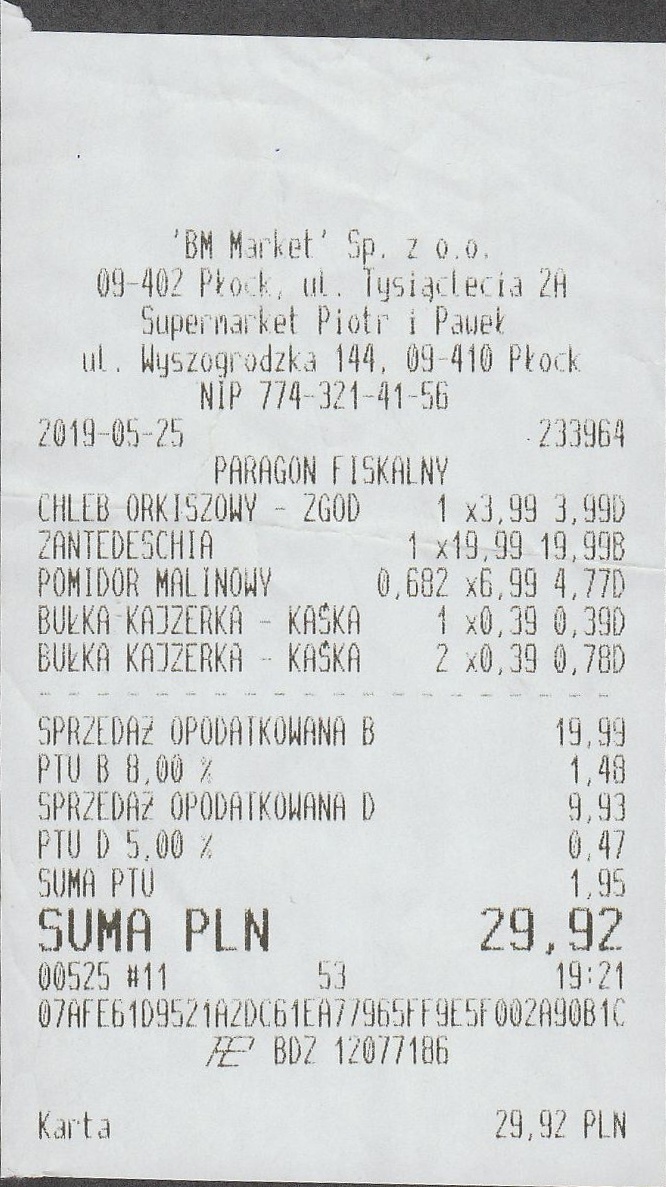 'BM Market' Sp. z o.o.
09-402 Płock, ul. Tysiąclecia 2A
Supermarket Piotr i Paweł
ul. Wyszogrodzka 144, 09-410 Płock
NIP 774-321-41-56
2019-05-25 233964
PARAGON FISKALNY
CHLEB ORKISZOWY - ZGOD 1 x3,99 3,99D
ZANTEDESCHIA 1 x19,99 19,99B
POMIDOR MALINOWY 0,682 x6,99 4,77D
BUŁKA KAJZERKA - KAŚKA 1 x0,39 0,39D
BUŁKA KAJZERKA - KAŚKA 2 x0,39 0,78D
SPRZEDAŻ OPODATKOWANA B 19,99
PTU B 8,00 % 1,48
SPRZEDAŻ OPODATKOWANA D 9,93
PTU D 5,00 % 0,47
SUMA PTU 1,95
SUMA PLN 29,92
00525 #11 53 19:21
07AFE61D9521A2DC61EA77965FF9E5F002A90B1C
BDZ 12077186
Karta 29,92 PLN